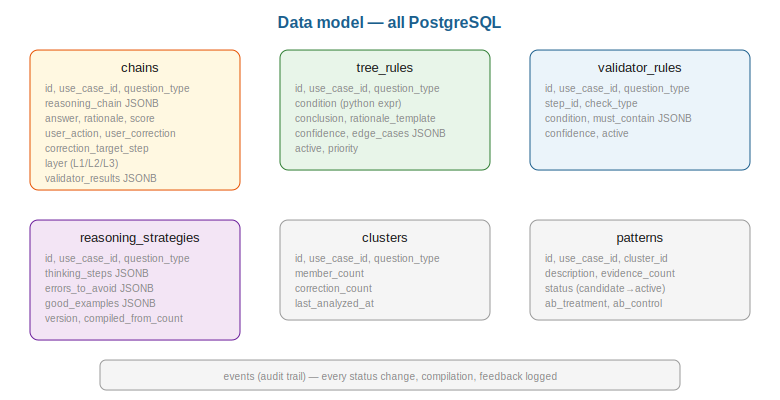 Data model — all PostgreSQL
chains
id, use_case_id, question_type
reasoning_chain JSONB
answer, rationale, score
user_action, user_correction
correction_target_step
layer (L1/L2/L3)
validator_results JSONB
tree_rules
id, use_case_id, question_type
condition (python expr)
conclusion, rationale_template
confidence, edge_cases JSONB
active, priority
validator_rules
id, use_case_id, question_type
step_id, check_type
condition, must_contain JSONB
confidence, active
reasoning_strategies
id, use_case_id, question_type
thinking_steps JSONB
errors_to_avoid JSONB
good_examples JSONB
version, compiled_from_count
clusters
id, use_case_id, question_type
member_count
correction_count
last_analyzed_at
patterns
id, use_case_id, cluster_id
description, evidence_count
status (candidate→active)
ab_treatment, ab_control
events (audit trail) — every status change, compilation, feedback logged